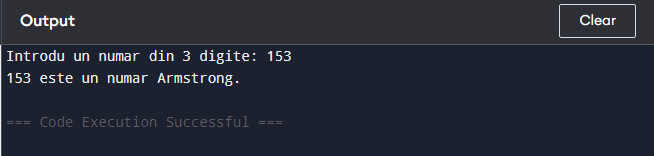 Output
Clear
Introdu un numar din 3 digite: 153
153 este un numar Armstrong.
=== Code Execution Successful ===